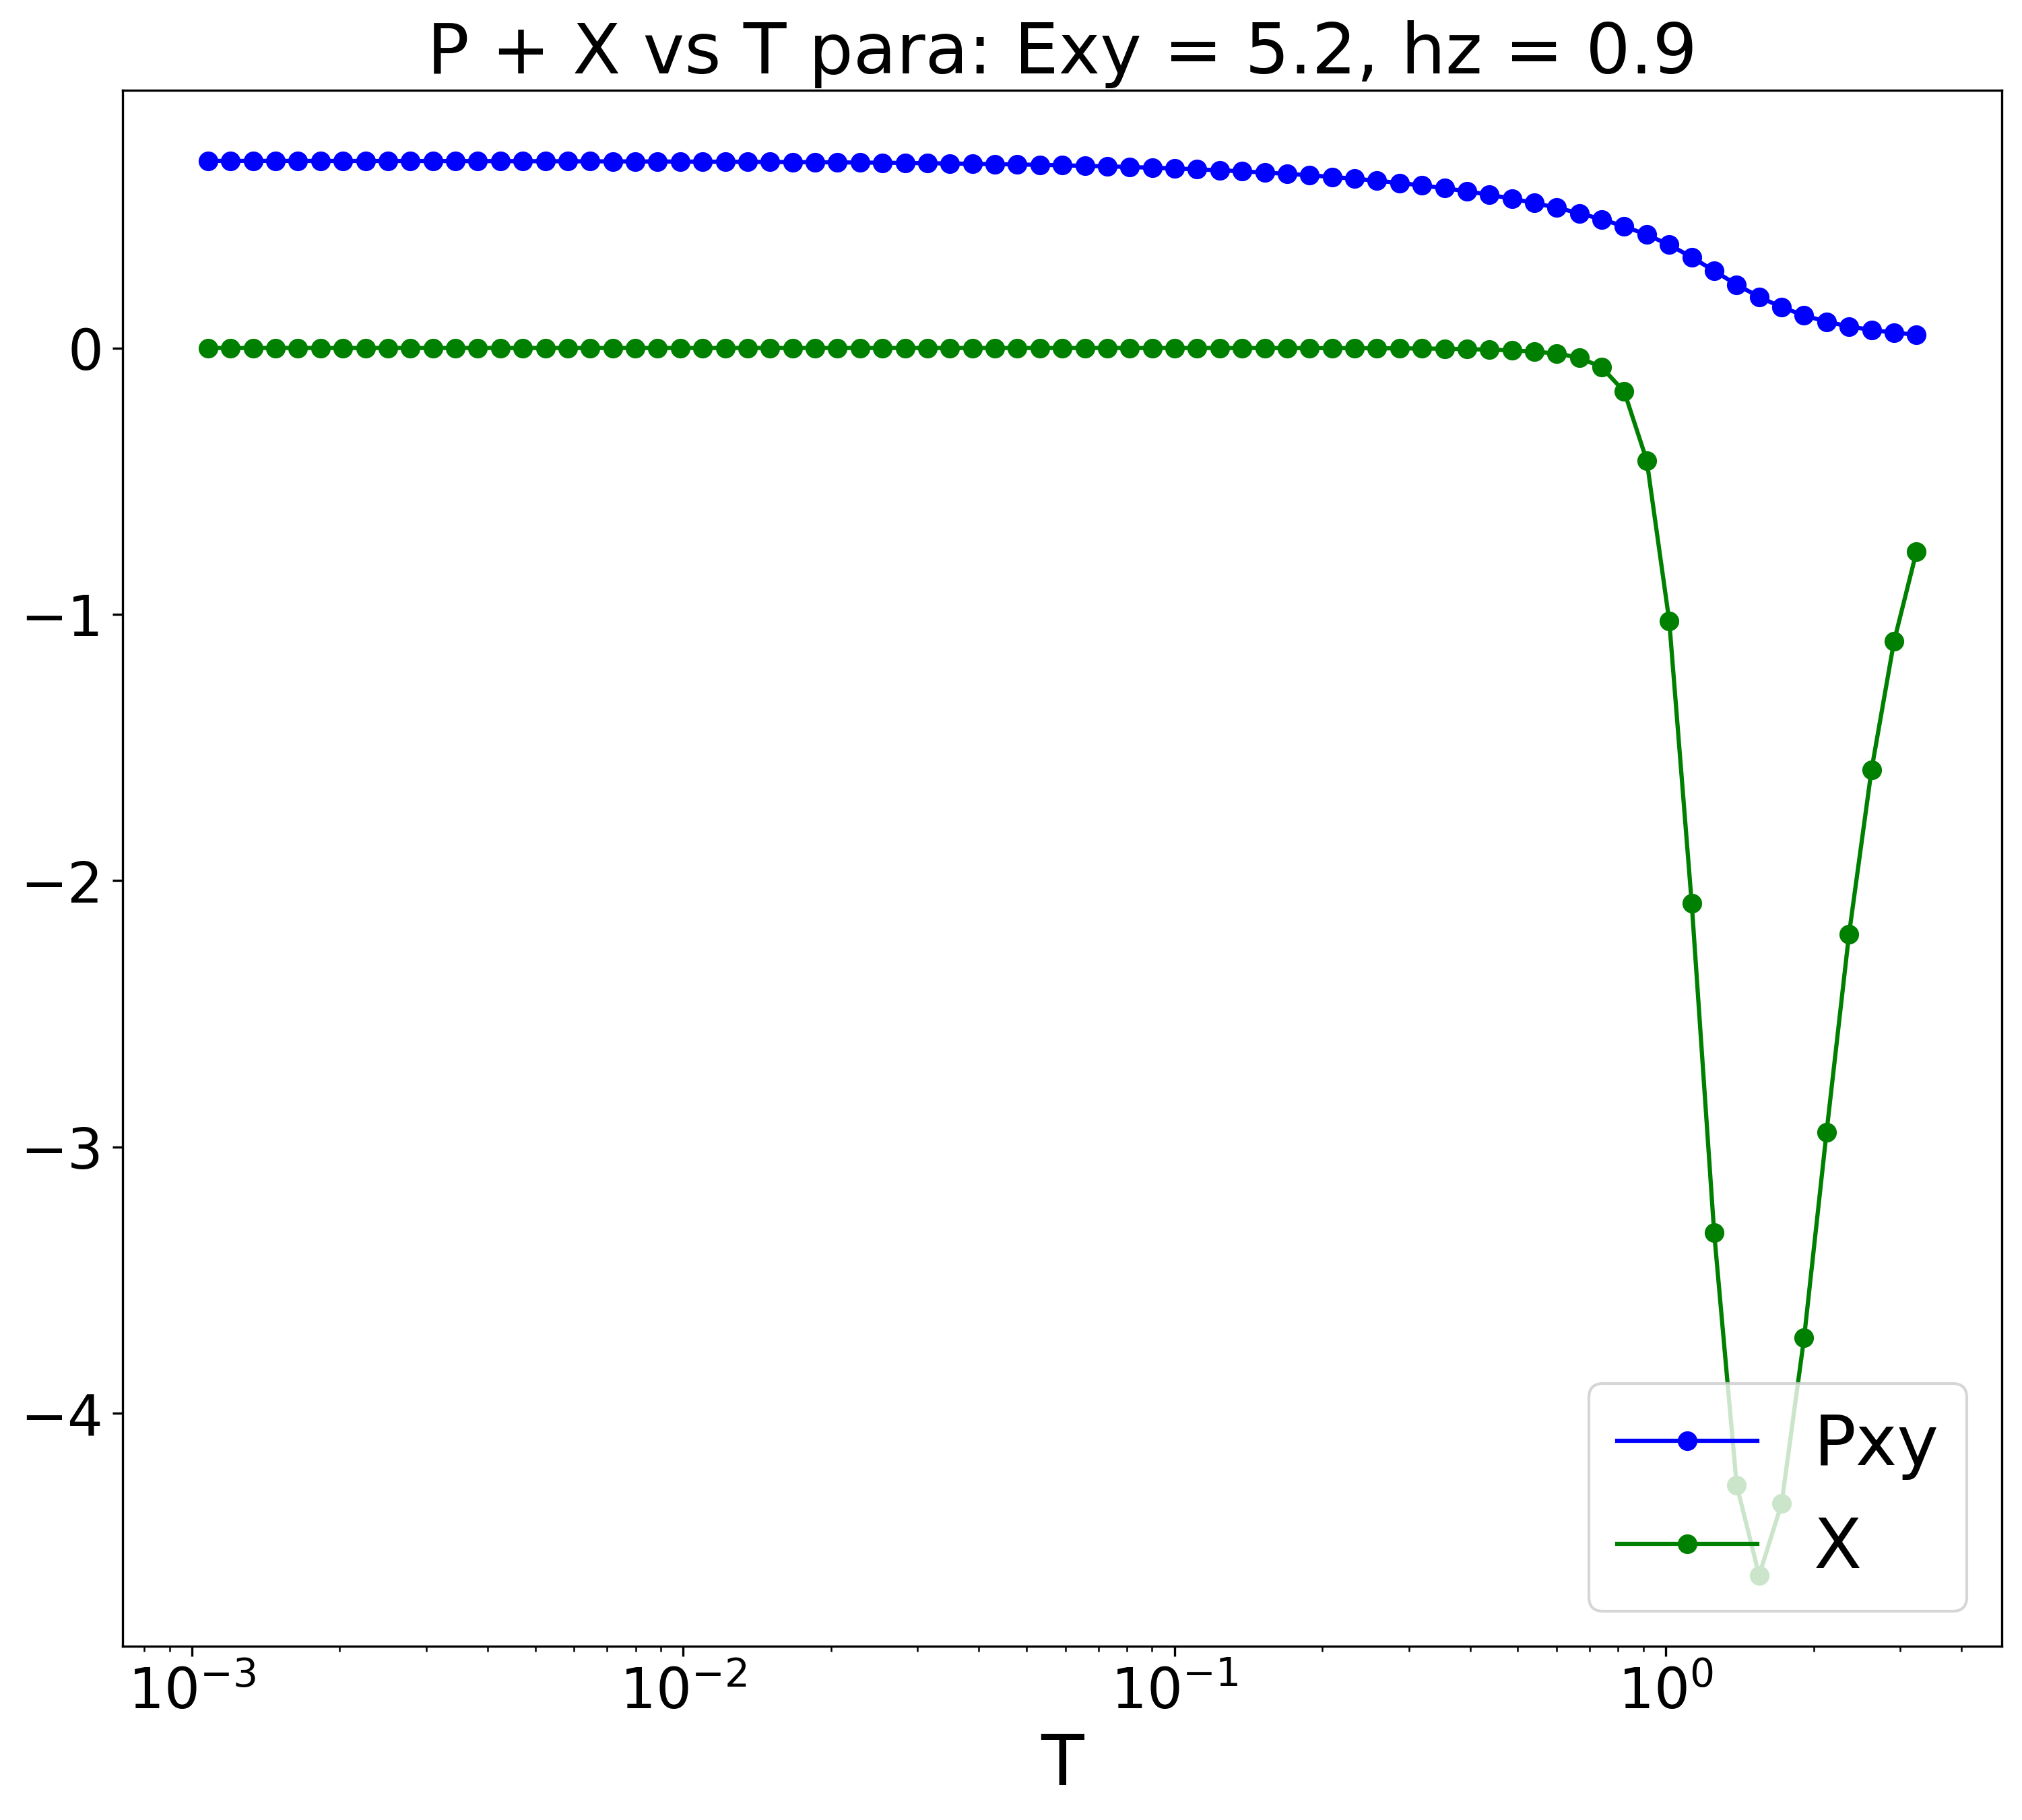 P + X vs T para: Exy = 5.2, hz = 0.9
0
−1
−2
−3
−4
Pxy
X
10⁻³ 10⁻² 10⁻¹ 10⁰
T